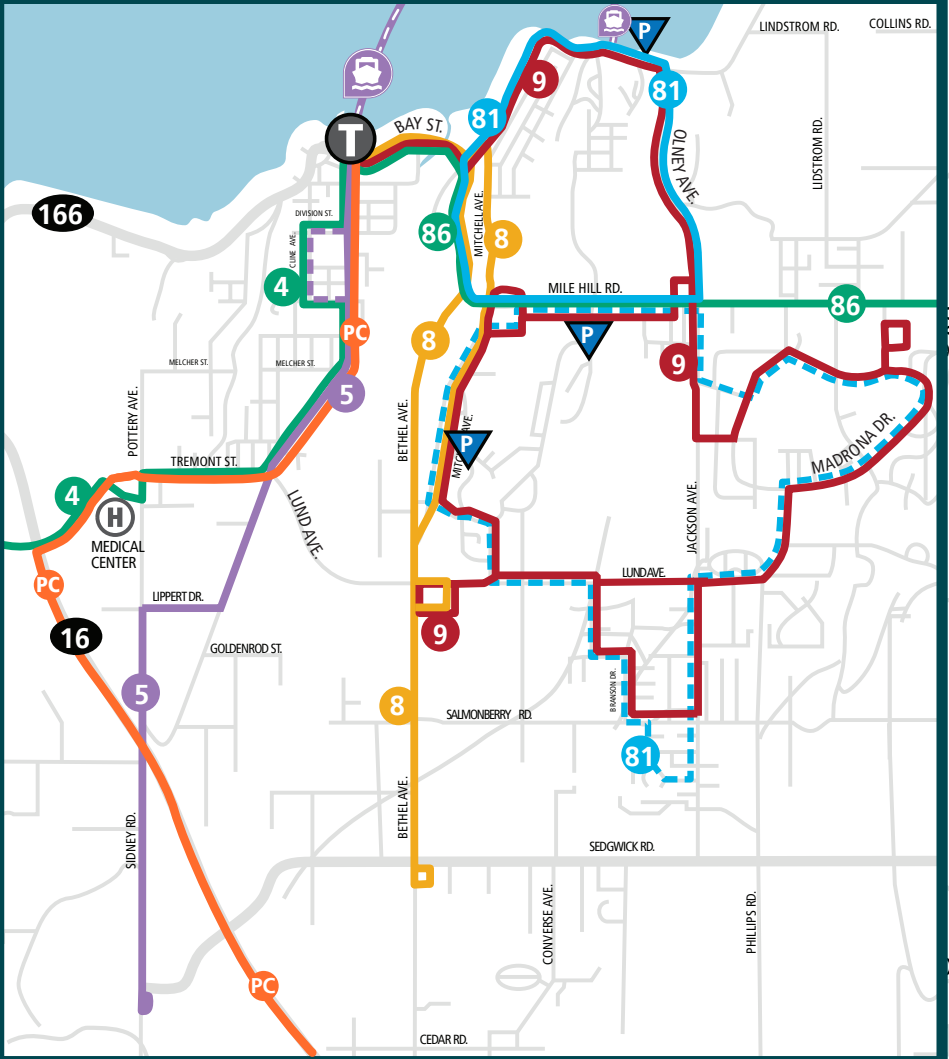 P
LINDSTROM RD.
COLLINS RD.
9
81
81
T
BAY ST.
OLNEY AVE.
LIDSTROM RD.
166
DIVISION ST.
CLINE AVE.
MITCHELL AVE.
86
8
4
MILE HILL RD.
86
PC
8
P
9
MELCHER ST.
MELCHER ST.
5
POTTERY AVE.
BETHEL AVE.
P
MADRONA DR.
TREMONT ST.
4
H
MEDICAL
CENTER
LUND AVE.
JACKSON AVE.
PC
LUND AVE.
LIPPERT DR.
16
9
GOLDENROD ST.
BRANSON DR.
5
8
SALMONBERRY RD.
81
BETHEL AVE.
SIDNEY RD.
SEDGWICK RD.
CONVERSE AVE.
PHILLIPS RD.
PC
CEDAR RD.